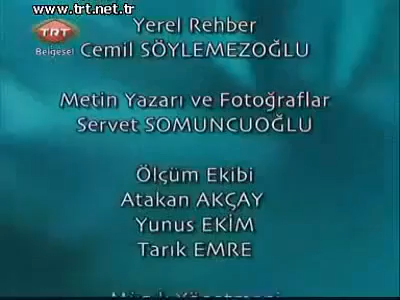 www.trt.net.tr
TRT
Belgesel
Yerel Rehber
Cemil SÖYLEMEZOĞLU
Metin Yazarı ve Fotoğraflar
Servet SOMUNCUOĞLU
Ölçüm Ekibi
Atakan AKÇAY
Yunus EKİM
Tarık EMRE